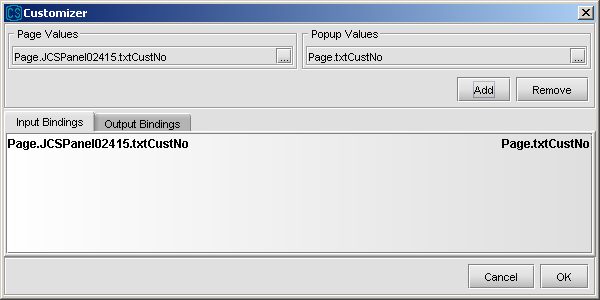 CS Customizer
Page Values Popup Values
Page.JCSPanel02415.txtCustNo ... Page.txtCustNo ...
Add Remove
Input Bindings Output Bindings
Page.JCSPanel02415.txtCustNo Page.txtCustNo
Cancel OK